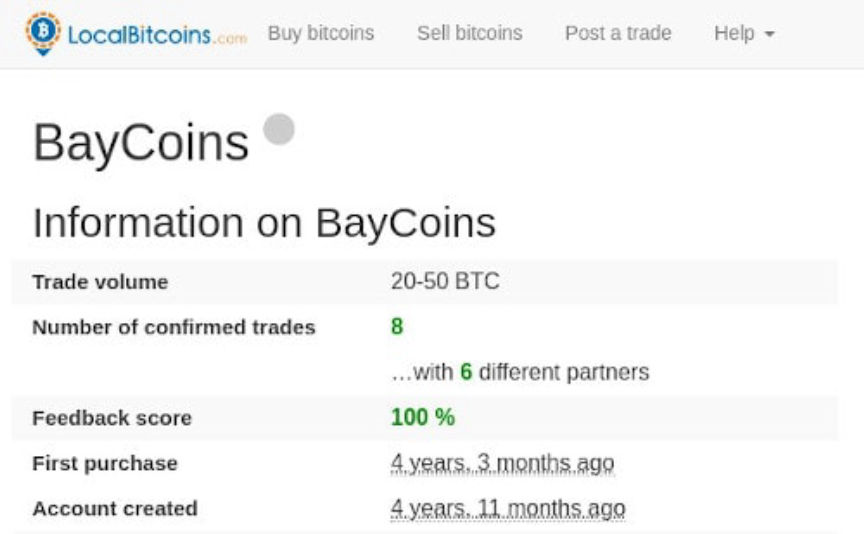 LocalBitcoins.com Buy bitcoins Sell bitcoins Post a trade Help
BayCoins
Information on BayCoins
Trade volume 20-50 BTC
Number of confirmed trades 8
...with 6 different partners
Feedback score 100 %
First purchase 4 years, 3 months ago
Account created 4 years, 11 months ago